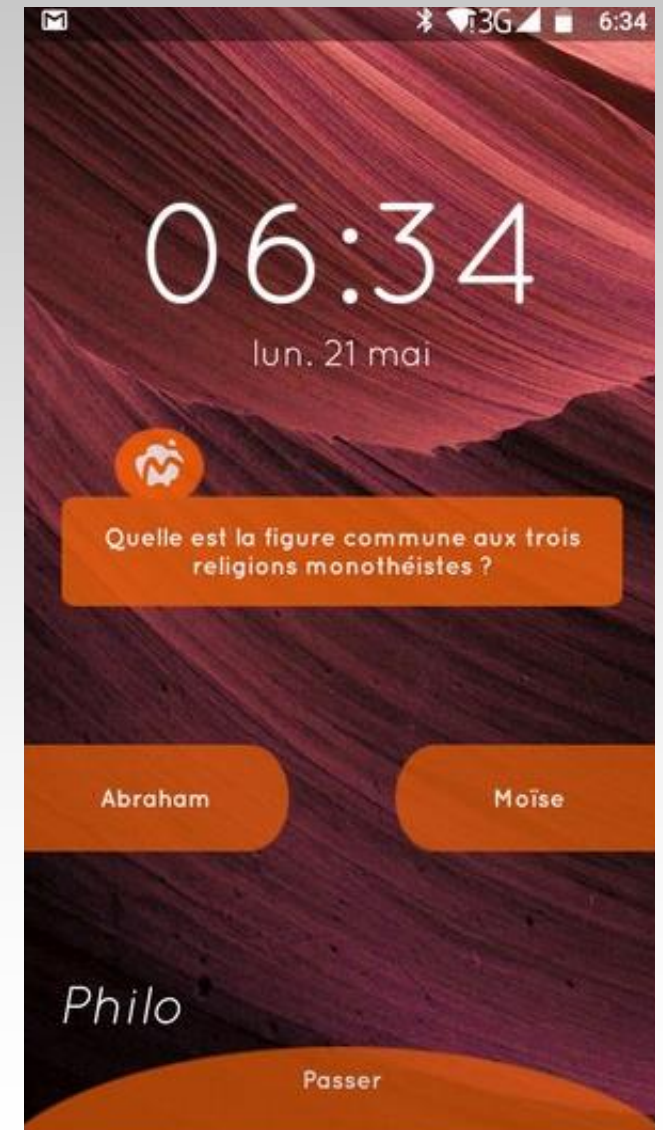 3G 6:34
06:34
lun. 21 mai
Quelle est la figure commune aux trois
religions monothéistes ?
Abraham
Moïse
Philo
Passer